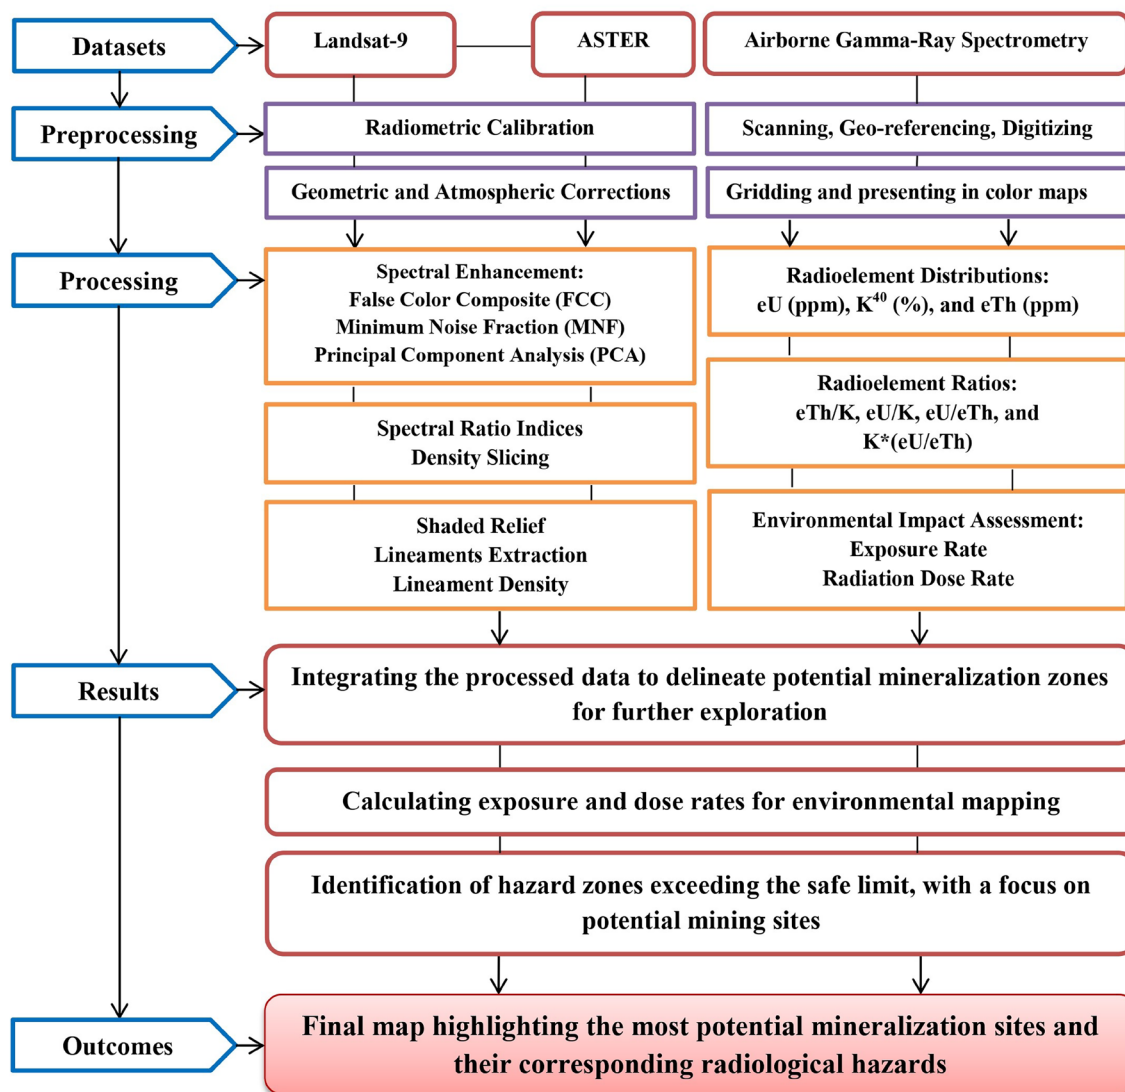 Datasets
Landsat-9
ASTER
Airborne Gamma-Ray Spectrometry
Preprocessing
Radiometric Calibration
Scanning, Geo-referencing, Digitizing
Geometric and Atmospheric Corrections
Gridding and presenting in color maps
Processing
Spectral Enhancement:
False Color Composite (FCC)
Minimum Noise Fraction (MNF)
Principal Component Analysis (PCA)
Radioelement Distributions:
eU (ppm), K⁴⁰ (%), and eTh (ppm)
Spectral Ratio Indices
Density Slicing
Radioelement Ratios:
eTh/K, eU/K, eU/eTh, and
K*(eU/eTh)
Shaded Relief
Lineaments Extraction
Lineament Density
Environmental Impact Assessment:
Exposure Rate
Radiation Dose Rate
Results
Integrating the processed data to delineate potential mineralization zones
for further exploration
Calculating exposure and dose rates for environmental mapping
Identification of hazard zones exceeding the safe limit, with a focus on
potential mining sites
Outcomes
Final map highlighting the most potential mineralization sites and
their corresponding radiological hazards